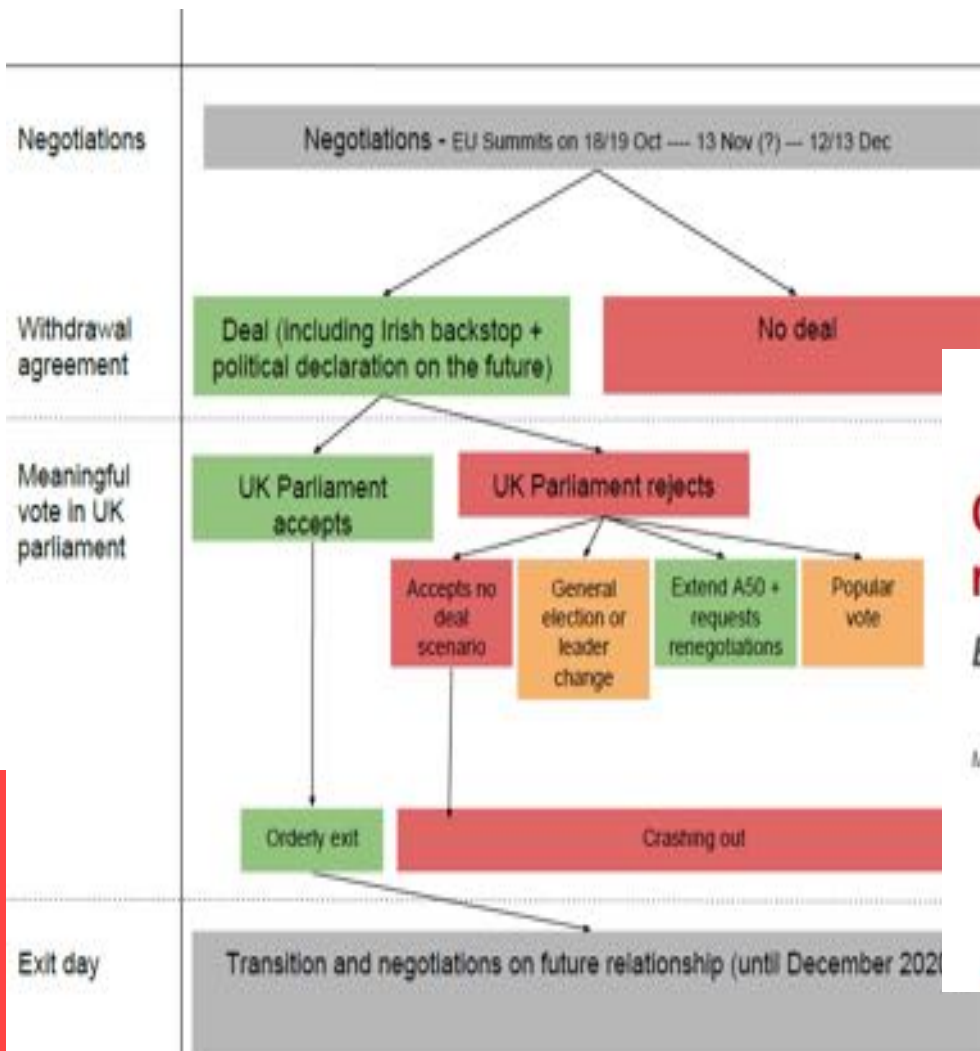 Negotiations
Negotiations - EU Summits on 18/19 Oct ---- 13 Nov (?) --- 12/13 Dec
Withdrawal
agreement
Deal (including Irish backstop +
political declaration on the future)
No deal
Meaningful
vote in UK
parliament
UK Parliament
accepts
UK Parliament rejects
Accepts no
deal
scenario
General
election or
leader
change
Extend A50 +
requests
renegotiations
Popular
vote
Orderly exit
Crashing out
Exit day
Transition and negotiations on future relationship (until December 2020